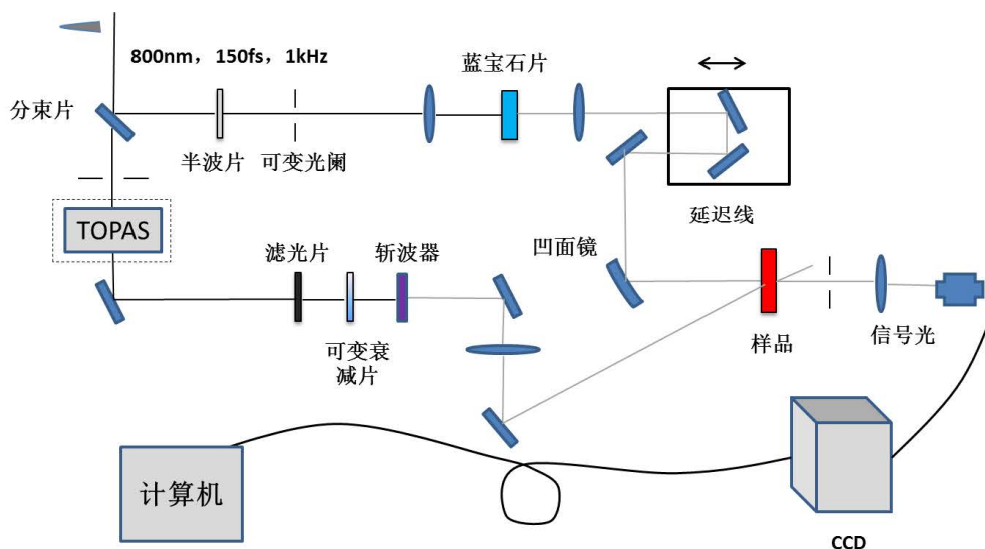 800nm，150fs，1kHz
蓝宝石片
分束片
半波片
可变光阑
TOPAS
延迟线
滤光片
斩波器
凹面镜
可变衰
减片
样品
信号光
计算机
CCD